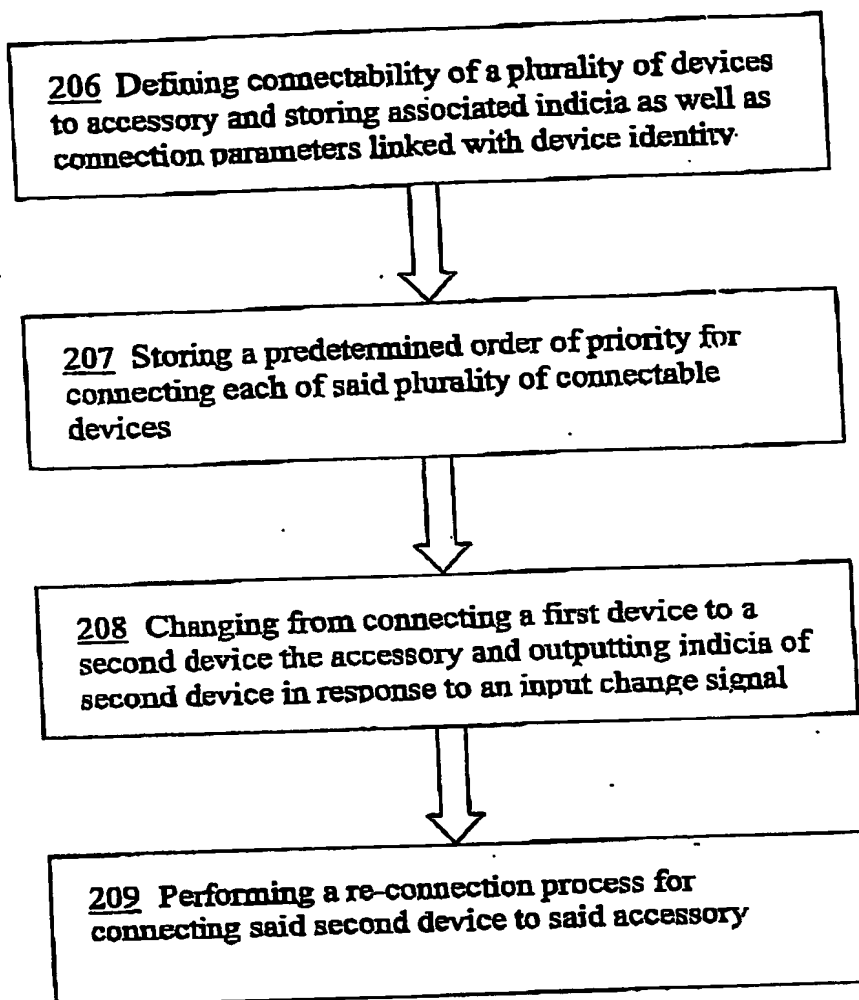 206 Defining connectability of a plurality of devices
to accessory and storing associated indicia as well as
connection parameters linked with device identity.
207 Storing a predetermined order of priority for
connecting each of said plurality of connectable
devices
208 Changing from connecting a first device to a
second device the accessory and outputting indicia of
second device in response to an input change signal
209 Performing a re-connection process for
connecting said second device to said accessory